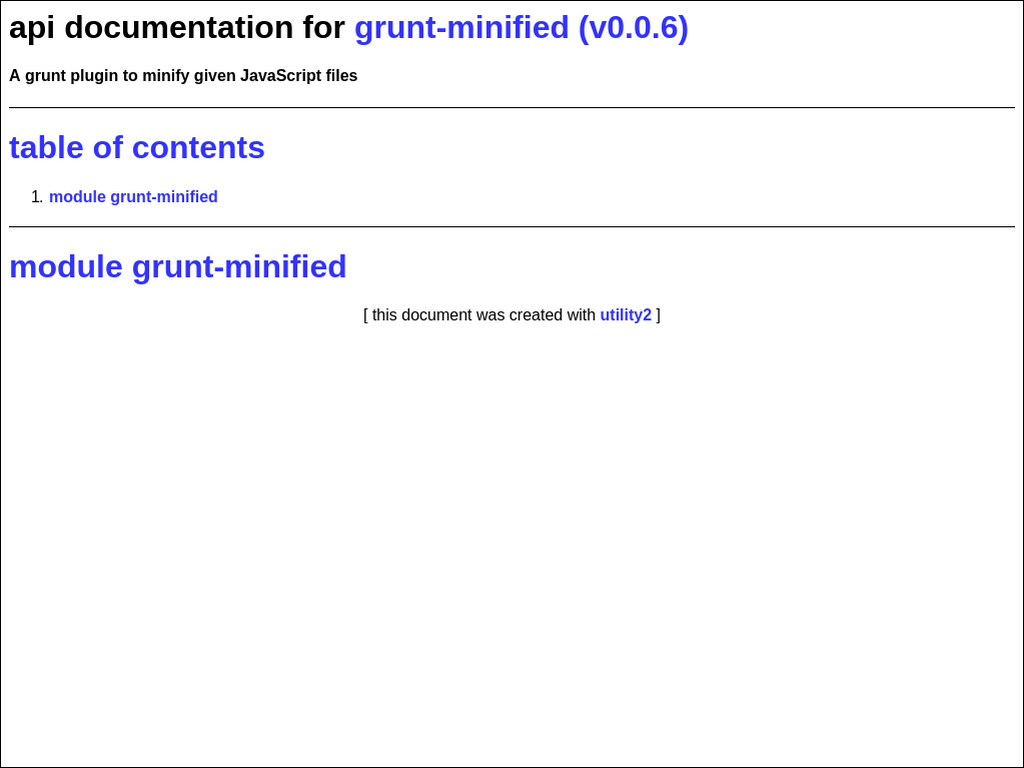 api documentation for grunt-minified (v0.0.6)
A grunt plugin to minify given JavaScript files
table of contents
1. module grunt-minified
module grunt-minified
[ this document was created with utility2 ]